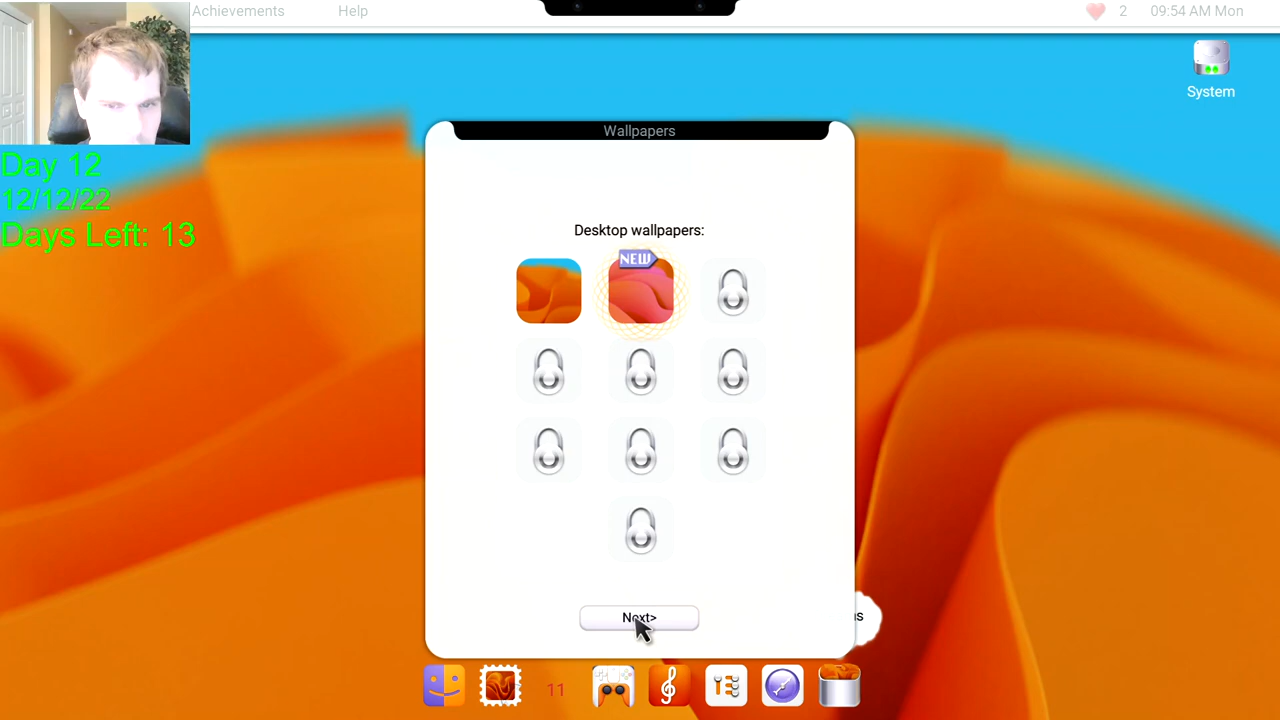 Achievements Help 2 09:54 AM Mon
System
Wallpapers
Day 12
12/12/22
Days Left: 13
Desktop wallpapers:
NEW
Next>
11